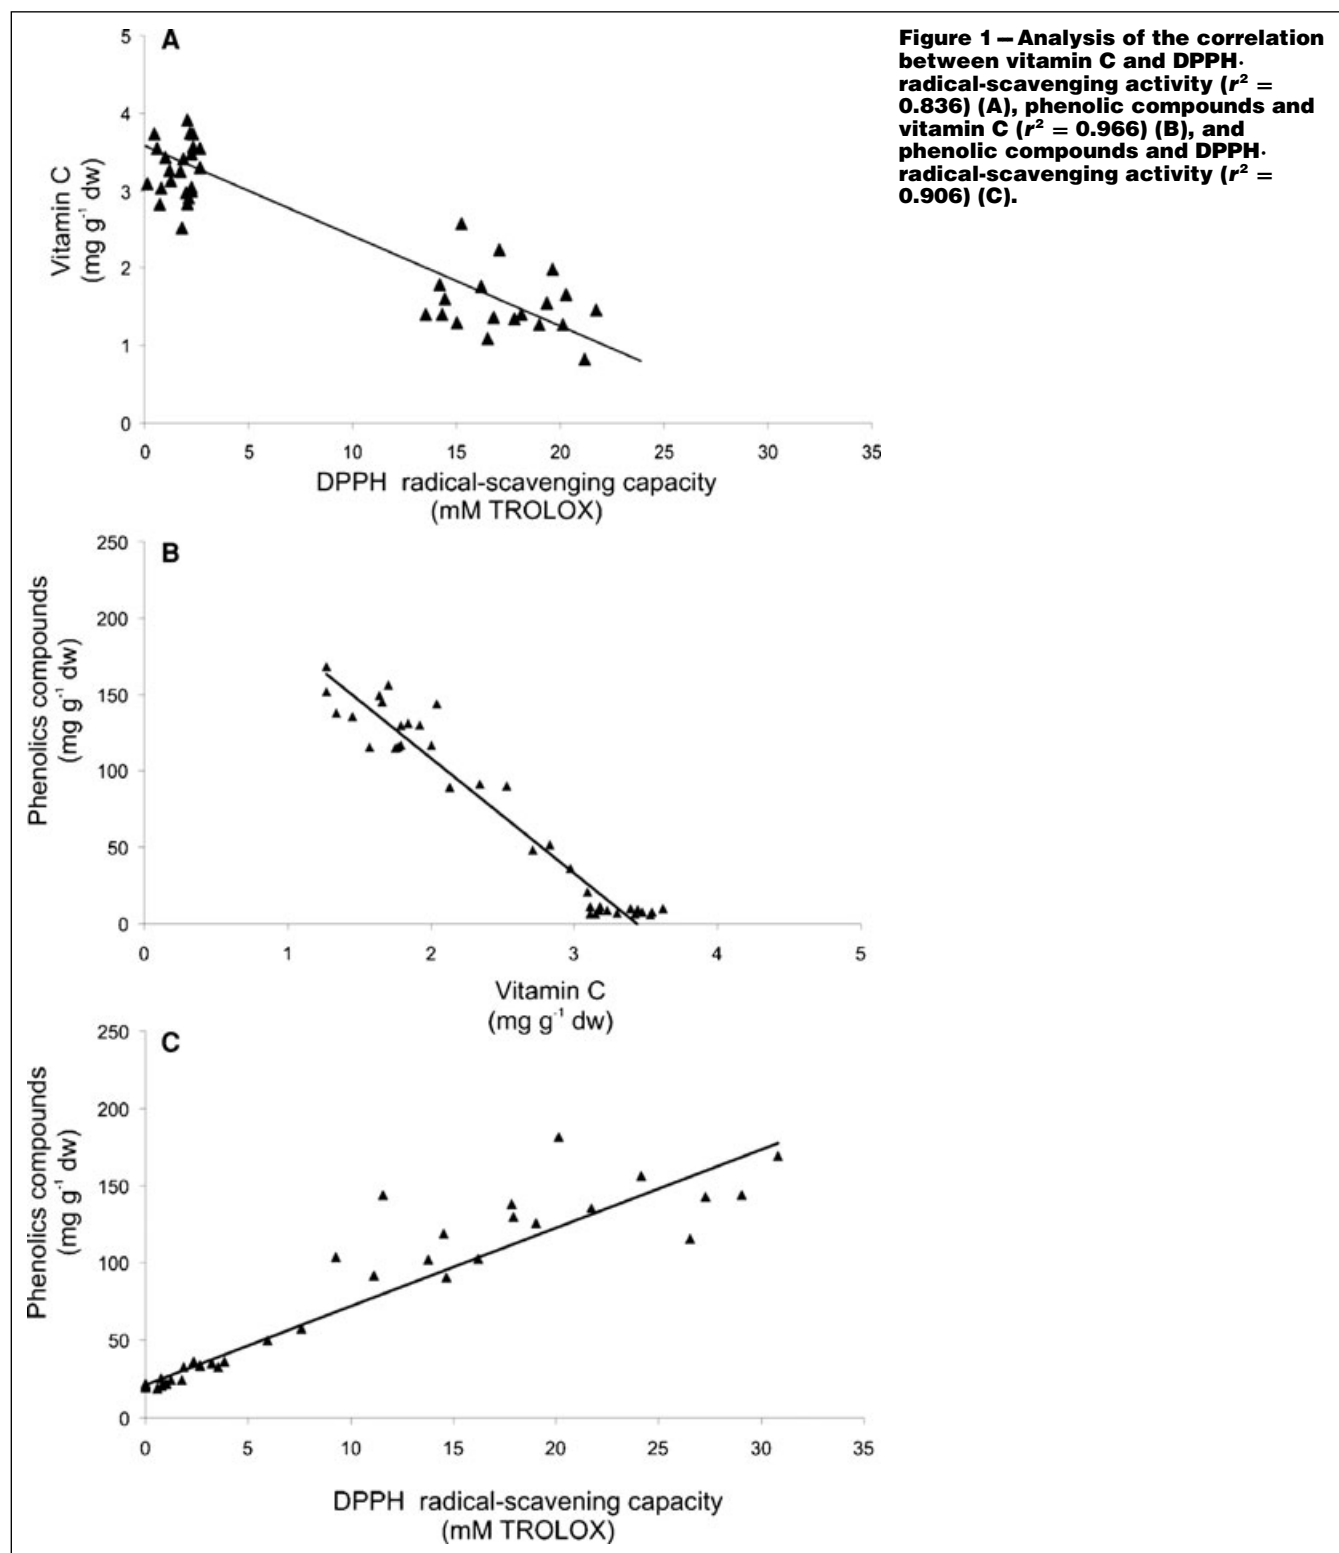 Figure 1 — Analysis of the correlation
between vitamin C and DPPH·
radical-scavenging activity (r² =
0.836) (A), phenolic compounds and
vitamin C (r² = 0.966) (B), and
phenolic compounds and DPPH·
radical-scavenging activity (r² =
0.906) (C).
A
Vitamin C
(mg g⁻¹ dw)
5
4
3
2
1
0
0 5 10 15 20 25 30 35
DPPH radical-scavenging capacity
(mM TROLOX)
B
Phenolics compounds
(mg g⁻¹ dw)
250
200
150
100
50
0
0 1 2 3 4 5
Vitamin C
(mg g⁻¹ dw)
C
Phenolics compounds
(mg g⁻¹ dw)
250
200
150
100
50
0
0 5 10 15 20 25 30 35
DPPH radical-scavening capacity
(mM TROLOX)